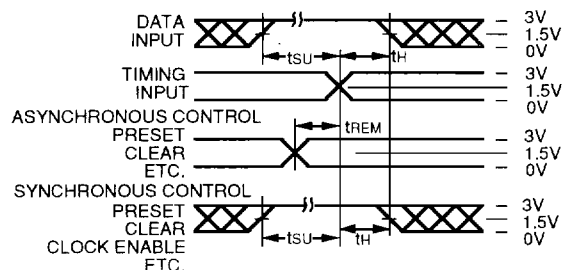 DATA INPUT
3V
1.5V
0V
tSU
tH
TIMING INPUT
3V
1.5V
0V
ASYNCHRONOUS CONTROL
PRESET
CLEAR
ETC.
tREM
3V
1.5V
0V
SYNCHRONOUS CONTROL
PRESET
CLEAR
CLOCK ENABLE
ETC.
tSU
tH
3V
1.5V
0V